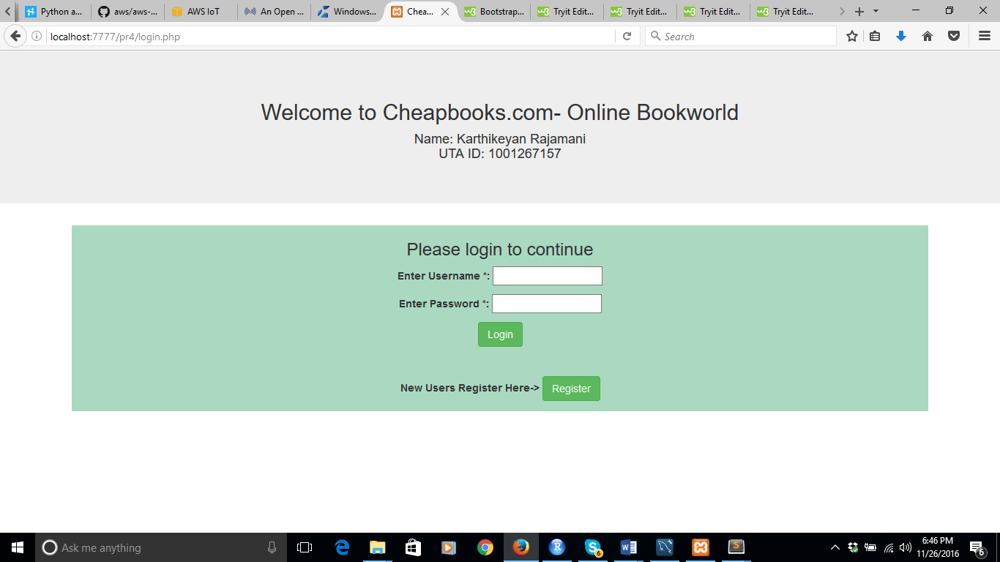 Python a...
aws/aws-...
AWS IoT
An Open ...
Windows...
Chea...
Bootstrap...
Tryit Edit...
Tryit Edit...
Tryit Edit...
Tryit Edit...
localhost:7777/pr4/login.php
Search
Welcome to Cheapbooks.com- Online Bookworld
Name: Karthikeyan Rajamani
UTA ID: 1001267157
Please login to continue
Enter Username *:
Enter Password *:
Login
New Users Register Here->
Register
Ask me anything
6
6:46 PM
11/26/2016
6